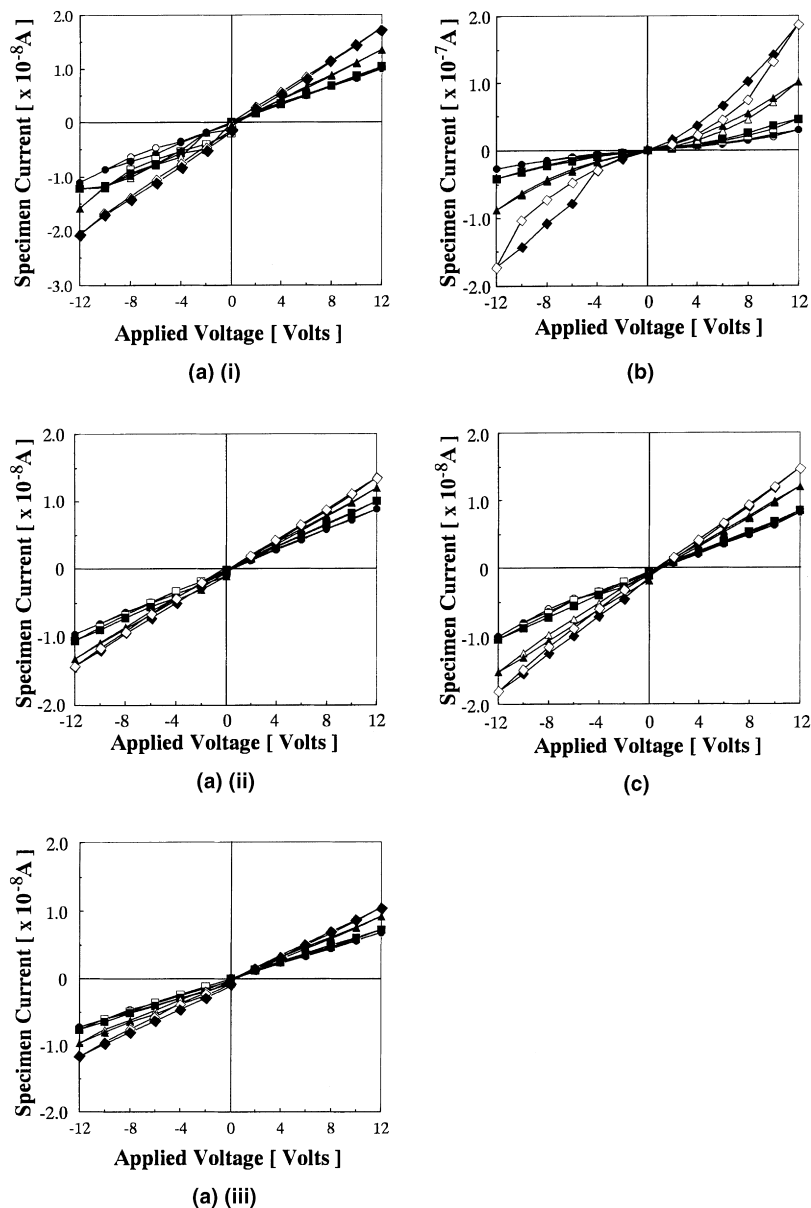 Specimen Current [ x 10⁻⁸A ]
2.0
1.0
0
-1.0
-2.0
-3.0
-12 -8 -4 0 4 8 12
Applied Voltage [ Volts ]
(a) (i)
Specimen Current [ x 10⁻⁷A ]
2.0
1.0
0
-1.0
-2.0
-12 -8 -4 0 4 8 12
Applied Voltage [ Volts ]
(b)
Specimen Current [ x 10⁻⁸A ]
2.0
1.0
0
-1.0
-2.0
-12 -8 -4 0 4 8 12
Applied Voltage [ Volts ]
(a) (ii)
Specimen Current [ x 10⁻⁸A ]
2.0
1.0
0
-1.0
-2.0
-12 -8 -4 0 4 8 12
Applied Voltage [ Volts ]
(c)
Specimen Current [ x 10⁻⁸A ]
2.0
1.0
0
-1.0
-2.0
-12 -8 -4 0 4 8 12
Applied Voltage [ Volts ]
(a) (iii)